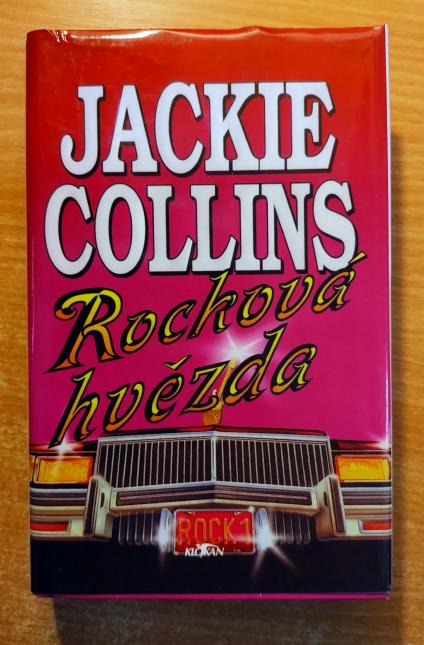 JACKIE
COLLINS
Rocková
hvězda
ROCK 1
KLOKAN